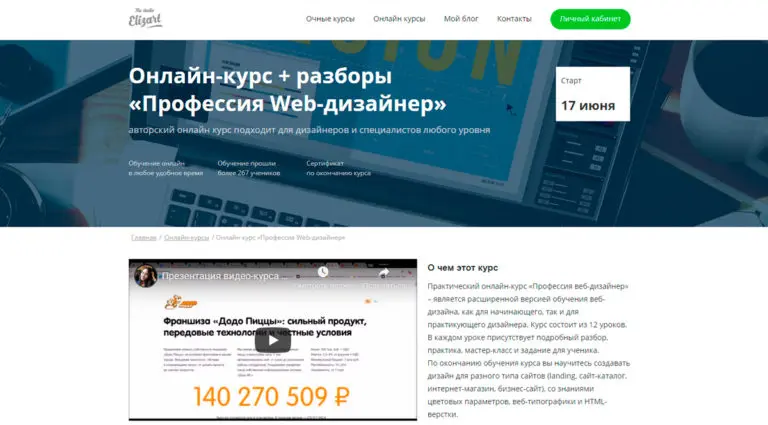 The studio
Elizart
Очные курсы Онлайн курсы Мой блог Контакты Личный кабинет
Онлайн-курс + разборы
«Профессия Web-дизайнер»
авторский онлайн курс подходит для дизайнеров и специалистов любого уровня
Старт
17 июня
Обучение онлайн
в любое удобное время
Обучение прошли
более 267 учеников
Сертификат
по окончанию курса
Главная / Онлайн-курсы / Онлайн курс «Профессия Web-дизайнер»
Презентация видео-курса...
Франшиза «Додо Пиццы»: сильный продукт,
передовые технологии и честные условия
140 270 509 ₽
О чем этот курс
Практический онлайн-курс «Профессия веб-дизайнер»
– является расширенной версией обучения веб-
дизайна, как для начинающего, так и для
практикующего дизайнера. Курс состоит из 12 уроков.
В каждом уроке присутствует подробный разбор,
практика, мастер-класс и задание для ученика.
По окончанию обучения курса вы научитесь создавать
дизайн для разного типа сайтов (landing, сайт-каталог,
интернет-магазин, бизнес-сайт), со знаниями
цветовых параметров, веб-типографики и HTML-
верстки.